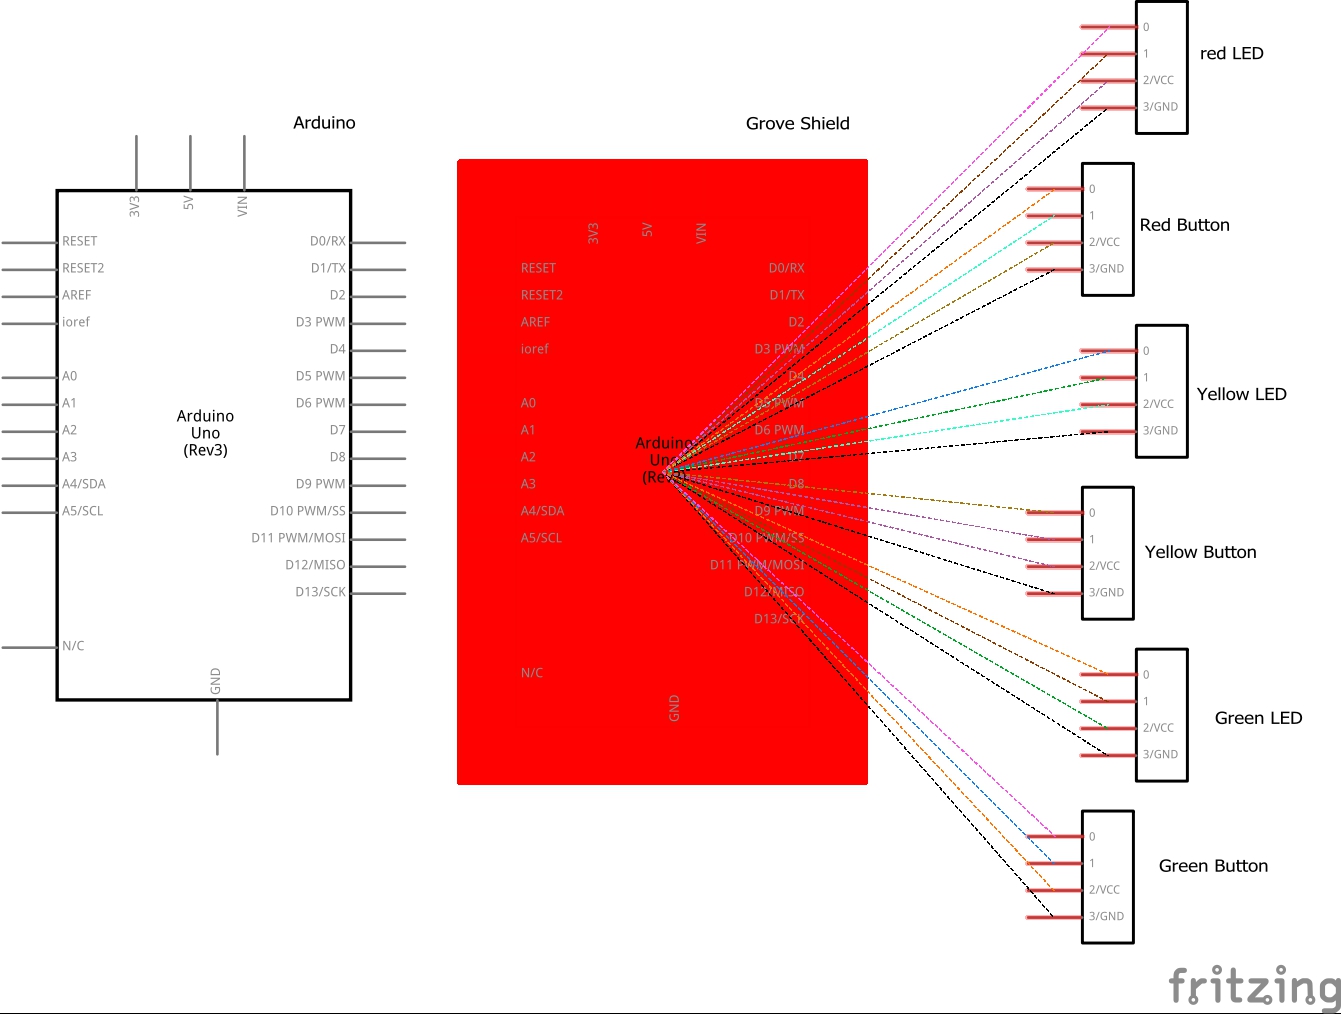 Arduino
3V3
5V
VIN
RESET
RESET2
AREF
ioref
A0
A1
A2
A3
A4/SDA
A5/SCL
N/C
D0/RX
D1/TX
D2
D3 PWM
D4
D5 PWM
D6 PWM
D7
D8
D9 PWM
D10 PWM/SS
D11 PWM/MOSI
D12/MISO
D13/SCK
Arduino
Uno
(Rev3)
GND
Grove Shield
3V3
5V
VIN
RESET
RESET2
AREF
ioref
A0
A1
A2
A3
A4/SDA
A5/SCL
N/C
D0/RX
D1/TX
D2
D3 PWM
D4
D5 PWM
D6 PWM
D7
D8
D9 PWM
D10 PWM/SS
D11 PWM/MOSI
D12/MISO
D13/SCK
Arduino
Uno
(Rev3)
GND
0
1
2/VCC
3/GND
red LED
0
1
2/VCC
3/GND
Red Button
0
1
2/VCC
3/GND
Yellow LED
0
1
2/VCC
3/GND
Yellow Button
0
1
2/VCC
3/GND
Green LED
0
1
2/VCC
3/GND
Green Button
fritzing